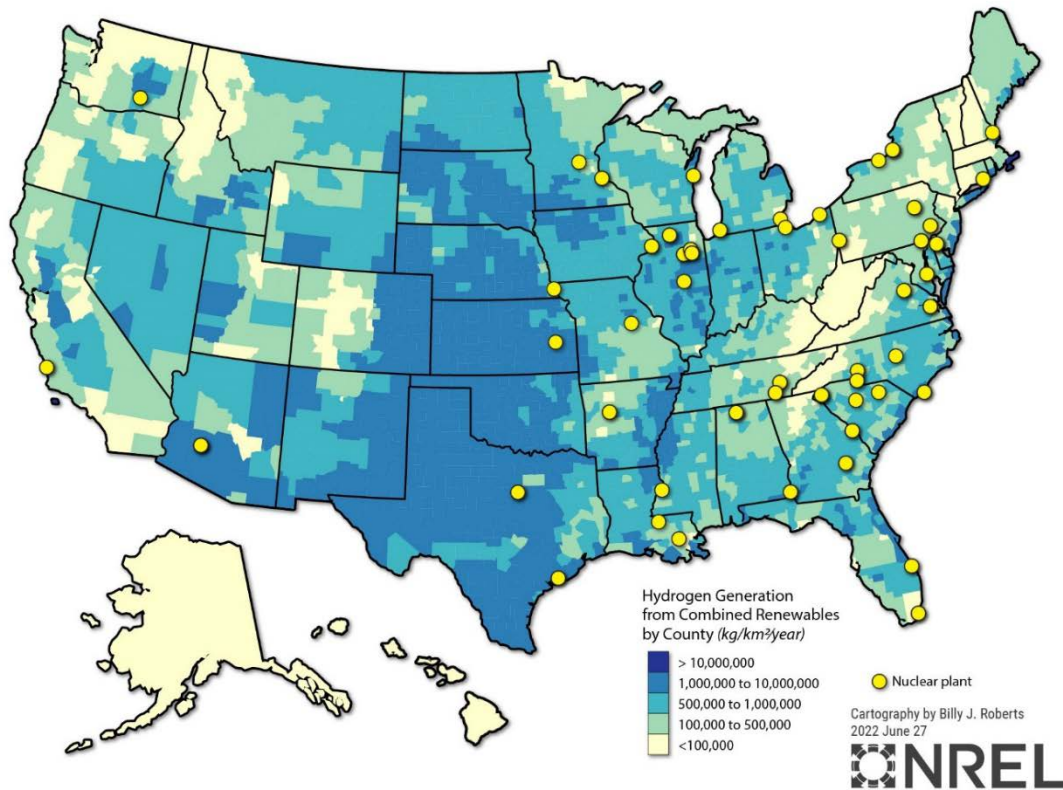 Hydrogen Generation
from Combined Renewables
by County (kg/km²/year)
> 10,000,000
1,000,000 to 10,000,000
500,000 to 1,000,000
100,000 to 500,000
<100,000
Nuclear plant
Cartography by Billy J. Roberts
2022 June 27
NREL